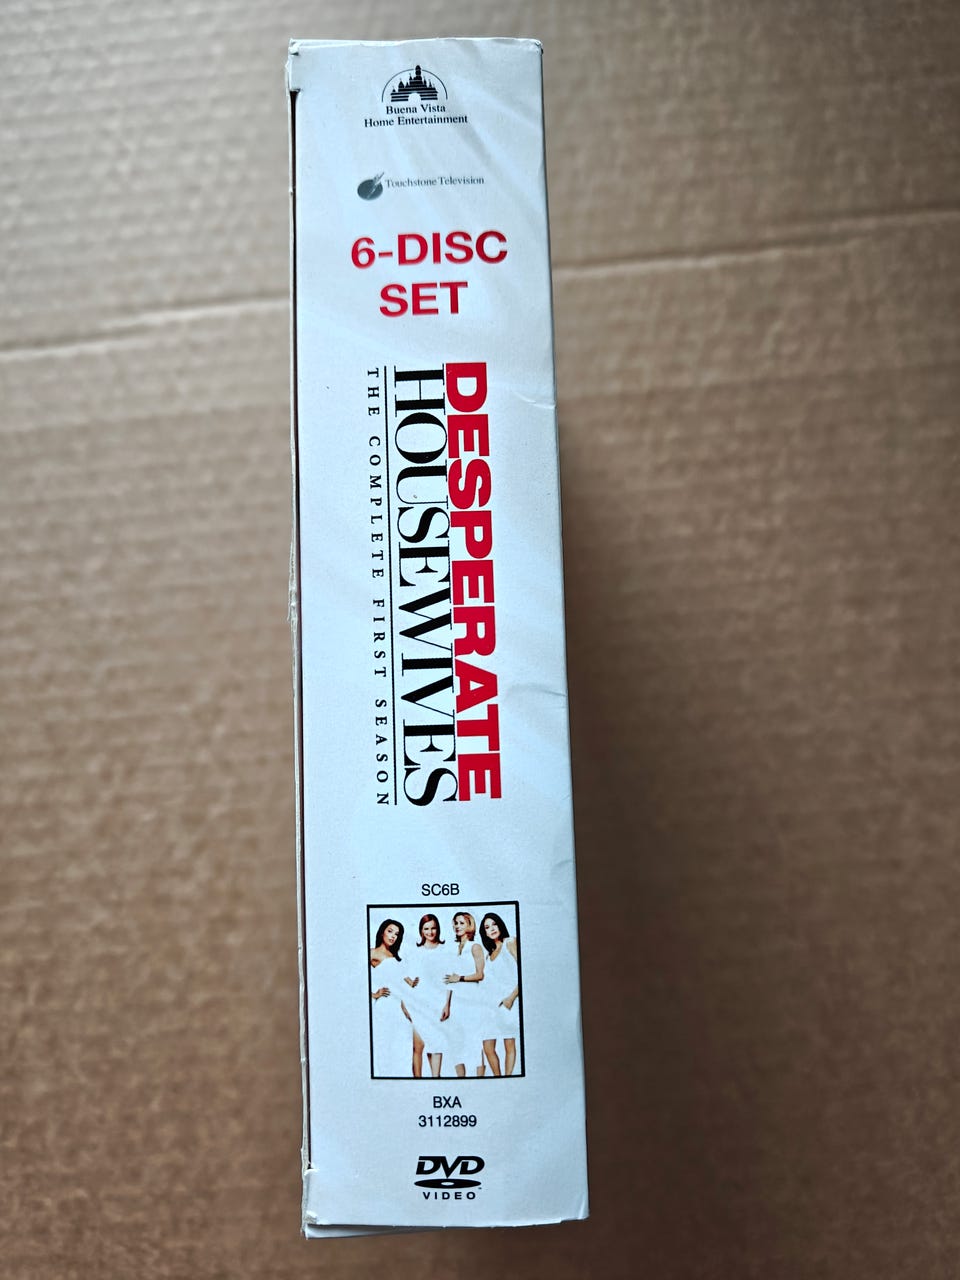 Buena Vista
Home Entertainment
Touchstone Television
6-DISC
SET
DESPERATE
HOUSEWIVES
THE COMPLETE FIRST SEASON
SC6B
BXA
3112899
DVD
VIDEO™